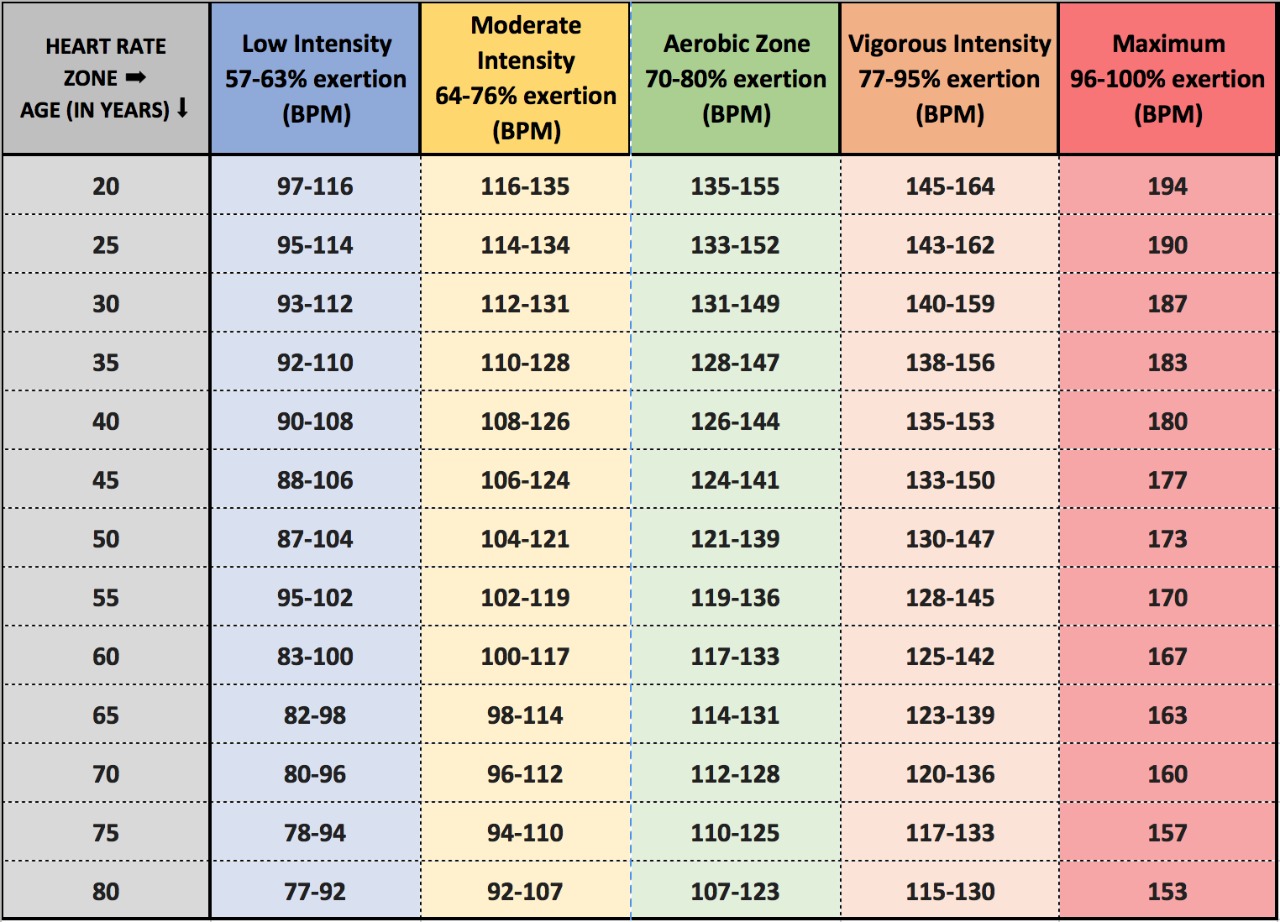 HEART RATE ZONE ➡ AGE (IN YEARS) ⬇ Low Intensity 57-63% exertion (BPM) Moderate Intensity 64-76% exertion (BPM) Aerobic Zone 70-80% exertion (BPM) Vigorous Intensity 77-95% exertion (BPM) Maximum 96-100% exertion (BPM)
20 97-116 116-135 135-155 145-164 194
25 95-114 114-134 133-152 143-162 190
30 93-112 112-131 131-149 140-159 187
35 92-110 110-128 128-147 138-156 183
40 90-108 108-126 126-144 135-153 180
45 88-106 106-124 124-141 133-150 177
50 87-104 104-121 121-139 130-147 173
55 95-102 102-119 119-136 128-145 170
60 83-100 100-117 117-133 125-142 167
65 82-98 98-114 114-131 123-139 163
70 80-96 96-112 112-128 120-136 160
75 78-94 94-110 110-125 117-133 157
80 77-92 92-107 107-123 115-130 153